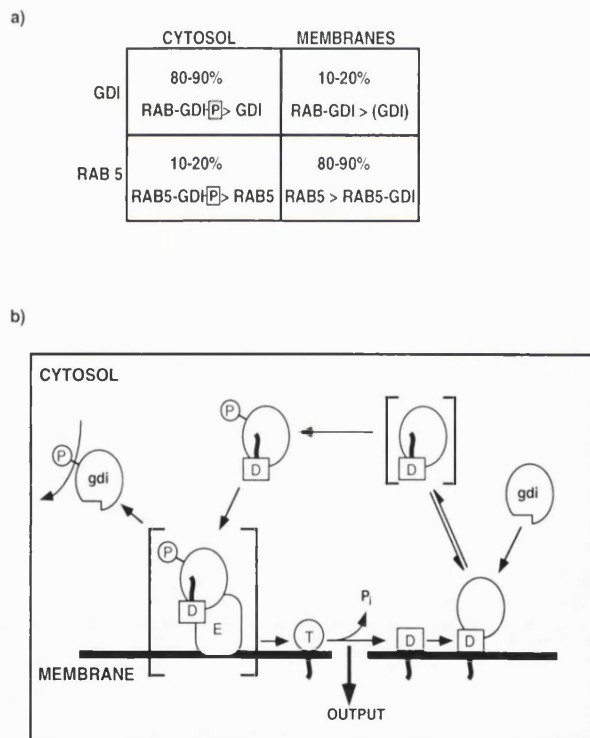 a)
CYTOSOL MEMBRANES
GDI
80-90%
RAB-GDI-P > GDI
10-20%
RAB-GDI > (GDI)
RAB 5
10-20%
RAB5-GDI-P > RAB5
80-90%
RAB5 > RAB5-GDI
b)
CYTOSOL
P
D
D
P
gdi
gdi
P
D
E
T
Pi
D
D
MEMBRANE
OUTPUT